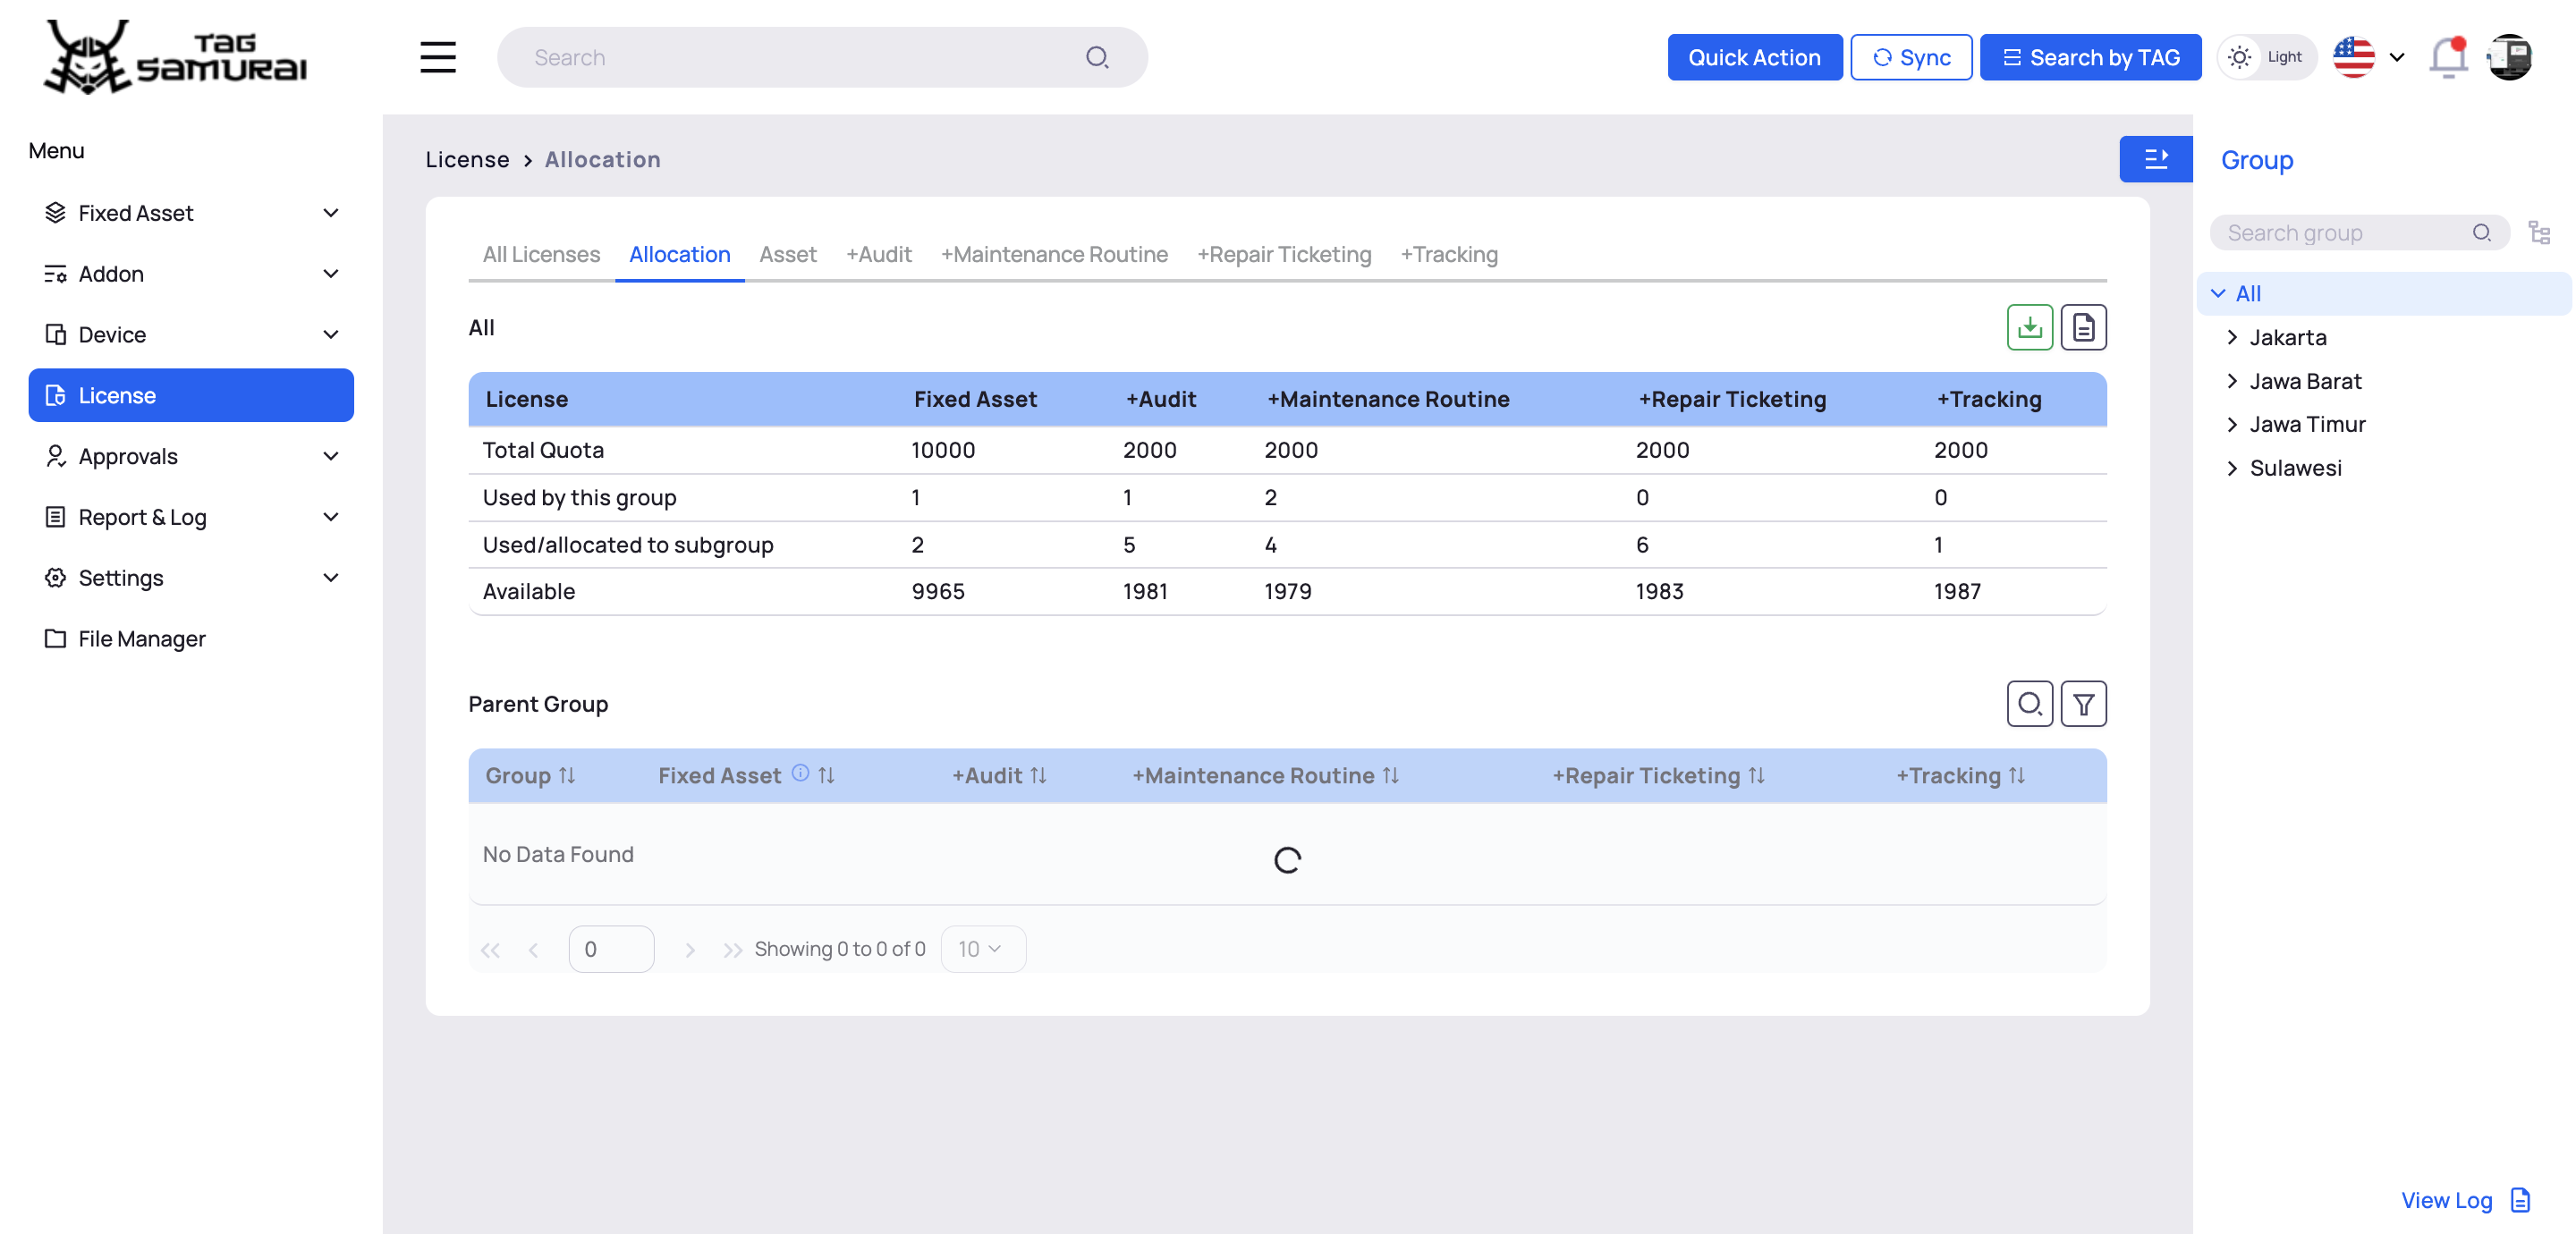 TAG SAMURAI
Search
Quick Action
Sync
Search by TAG
Light
Menu
Fixed Asset
Addon
Device
License
Approvals
Report & Log
Settings
File Manager
License > Allocation
All Licenses Allocation Asset +Audit +Maintenance Routine +Repair Ticketing +Tracking
All
License Fixed Asset +Audit +Maintenance Routine +Repair Ticketing +Tracking
Total Quota 10000 2000 2000 2000 2000
Used by this group 1 1 2 0 0
Used/allocated to subgroup 2 5 4 6 1
Available 9965 1981 1979 1983 1987
Parent Group
Group Fixed Asset +Audit +Maintenance Routine +Repair Ticketing +Tracking
No Data Found
0 Showing 0 to 0 of 0 10
Group
Search group
All
Jakarta
Jawa Barat
Jawa Timur
Sulawesi
View Log